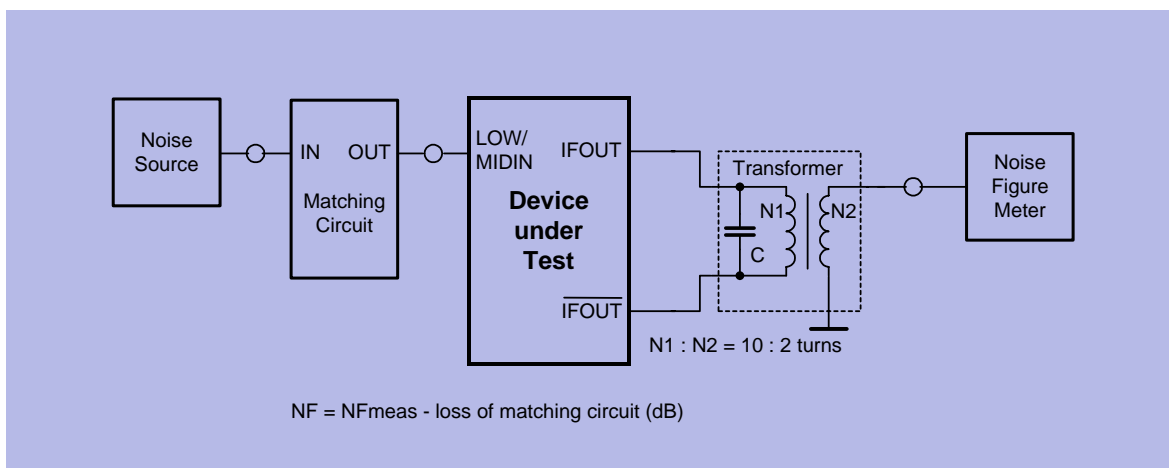 Noise
Source
IN
OUT
Matching
Circuit
LOW/
MIDIN
IFOUT
Device
under
Test
IFOUT
Transformer
N1
N2
C
N1 : N2 = 10 : 2 turns
Noise
Figure
Meter
NF = NFmeas - loss of matching circuit (dB)